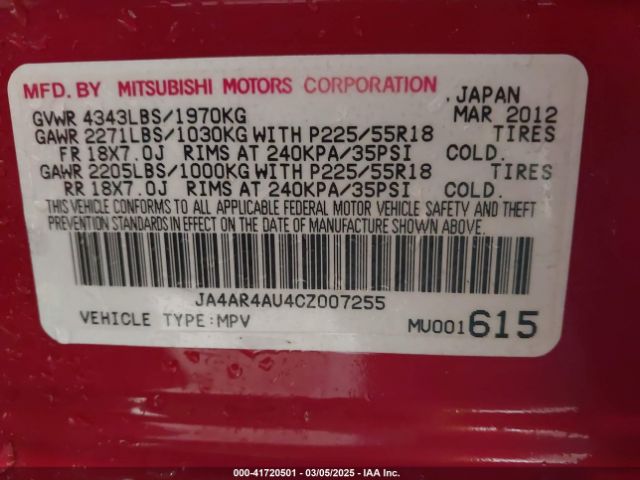 MFD. BY MITSUBISHI MOTORS CORPORATION
JAPAN
GVWR 4343LBS/1970KG MAR 2012
GAWR 2271LBS/1030KG WITH P225/55R18 TIRES
FR 18X7.0J RIMS AT 240KPA/35PSI COLD.
GAWR 2205LBS/1000KG WITH P225/55R18 TIRES
RR 18X7.0J RIMS AT 240KPA/35PSI COLD.
THIS VEHICLE CONFORMS TO ALL APPLICABLE FEDERAL MOTOR VEHICLE SAFETY AND THEFT
PREVENTION STANDARDS IN EFFECT ON THE DATE OF MANUFACTURE SHOWN ABOVE.
JA4AR4AU4CZ007255
VEHICLE TYPE:MPV MU001615
000-41720501 | 03/05/2025 | IAA Inc.